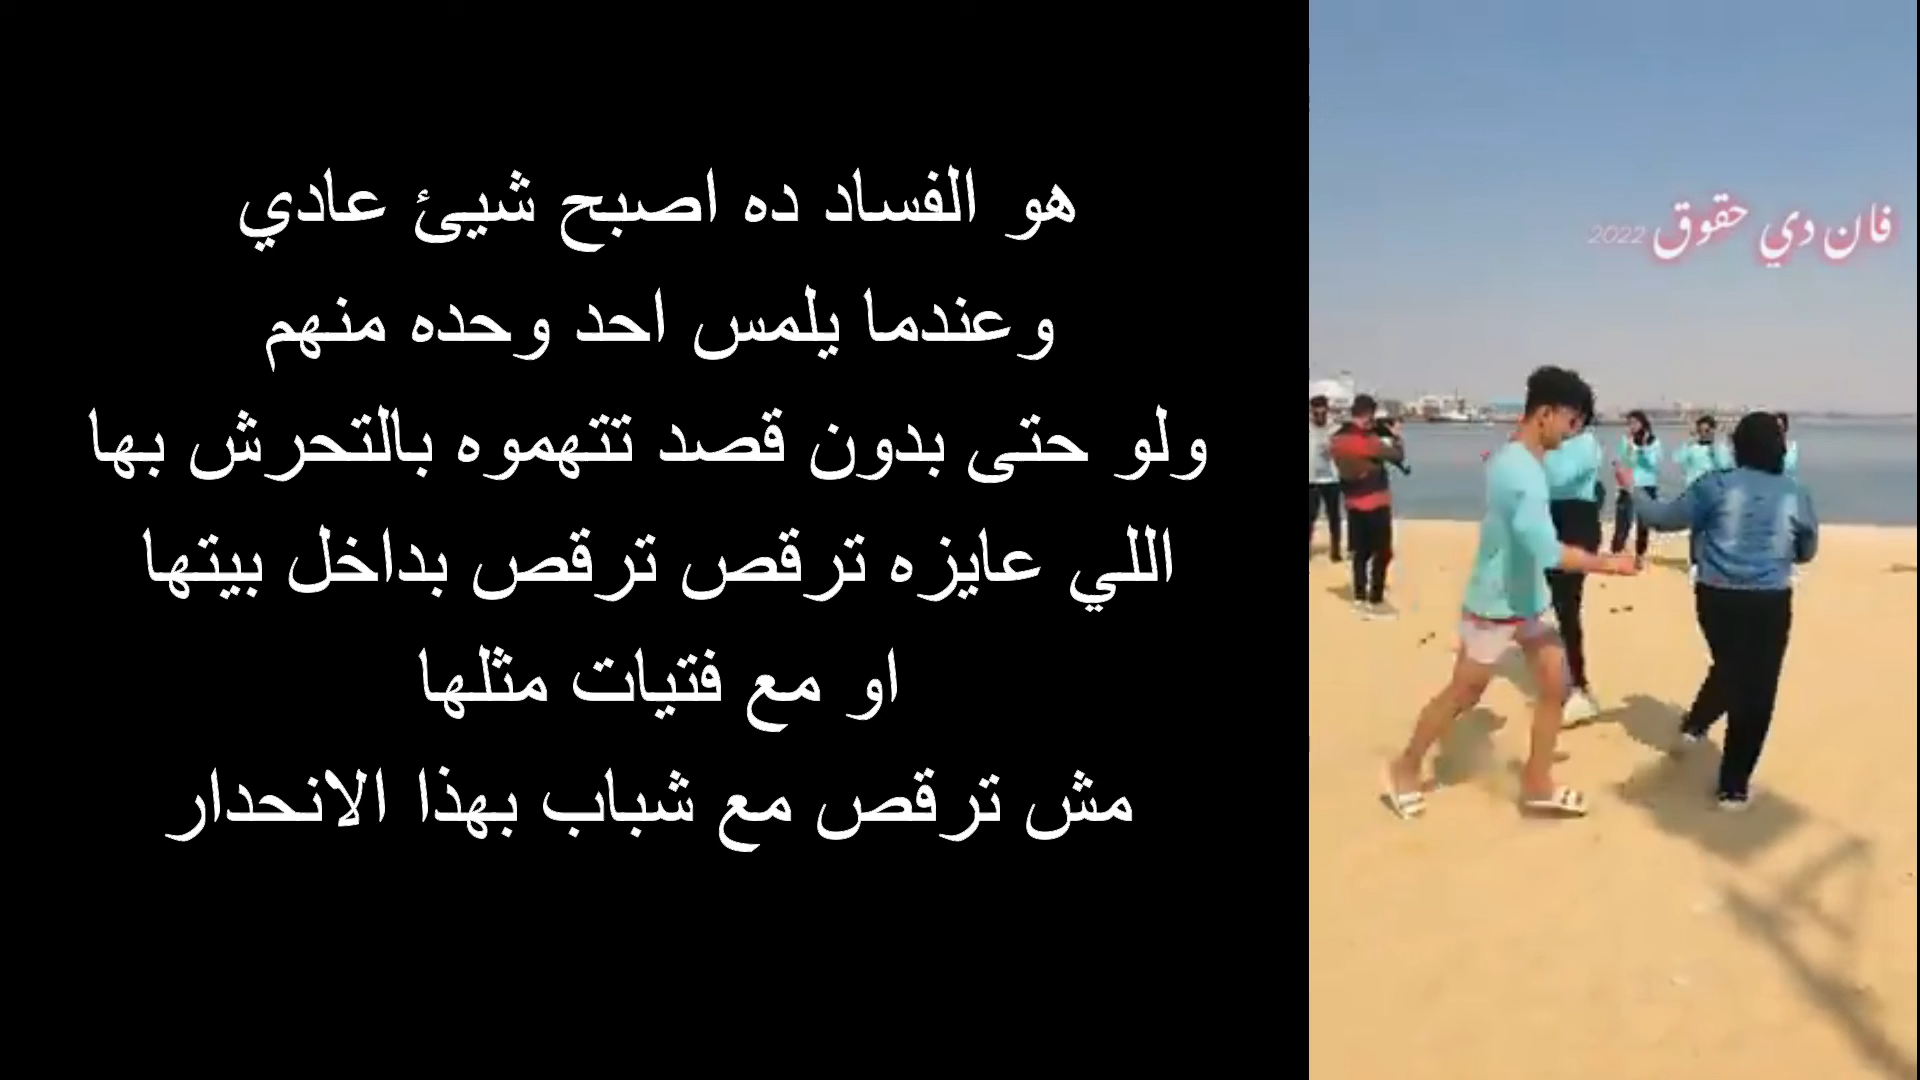 هو الفساد ده اصبح شيئ عادي
وعندما يلمس احد وحده منهم
ولو حتى بدون قصد تتهموه بالتحرش بها
اللي عايزه ترقص ترقص بداخل بيتها
او مع فتيات مثلها
مش ترقص مع شباب بهذا الانحدار
فان دي حقوق 2022